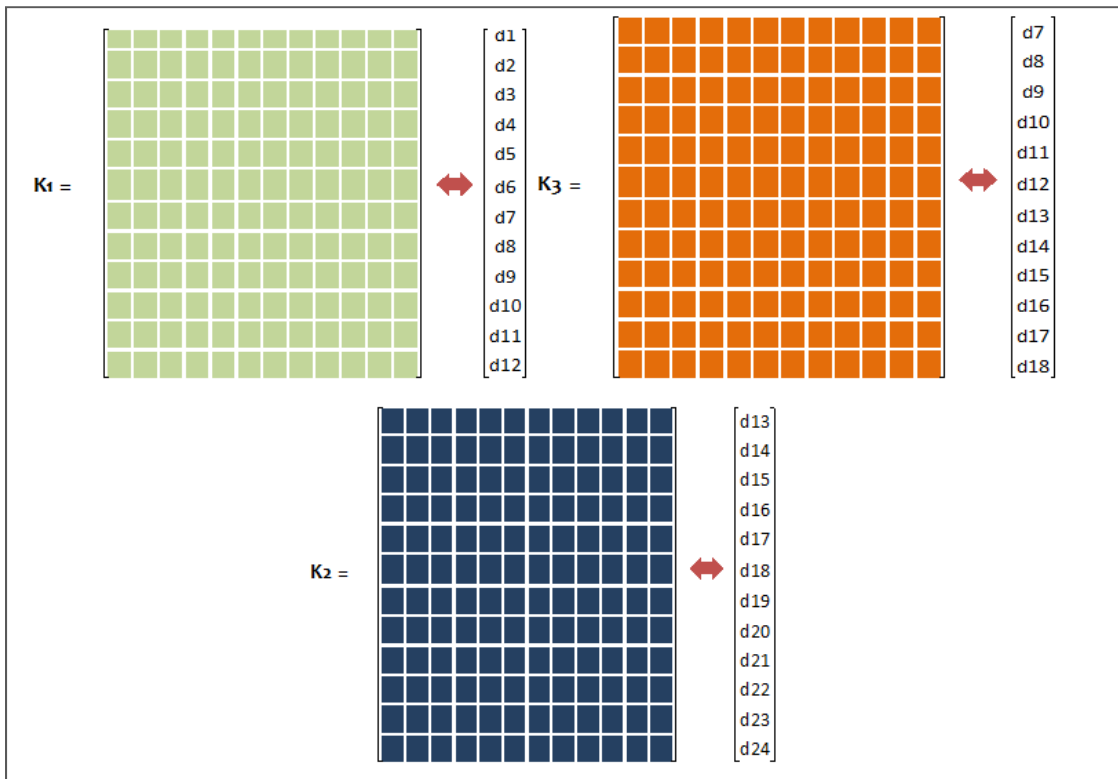 K1 =
d1
d2
d3
d4
d5
d6
d7
d8
d9
d10
d11
d12
K3 =
d7
d8
d9
d10
d11
d12
d13
d14
d15
d16
d17
d18
K2 =
d13
d14
d15
d16
d17
d18
d19
d20
d21
d22
d23
d24